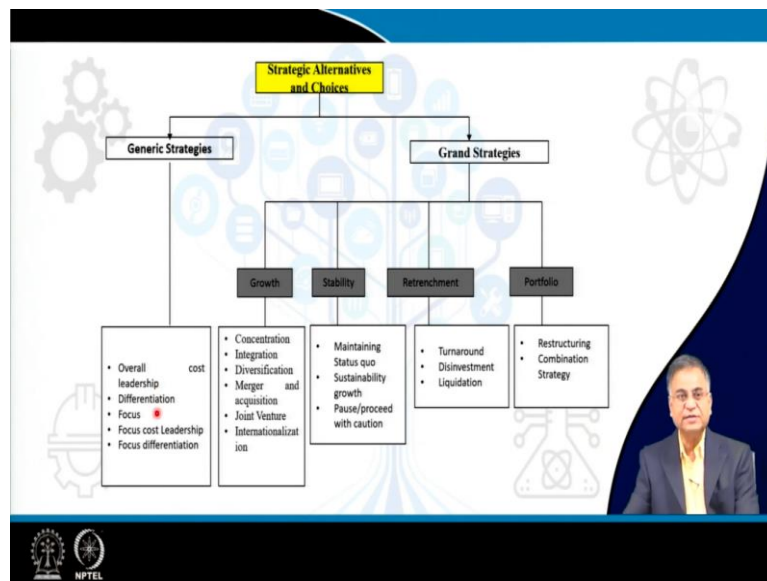 Strategic Alternatives
and Choices
Generic Strategies
Grand Strategies
Growth
Stability
Retrenchment
Portfolio
• Overall cost
leadership
• Differentiation
• Focus
• Focus cost Leadership
• Focus differentiation
• Concentration
• Integration
• Diversification
• Merger and
acquisition
• Joint Venture
• Internationalizat
ion
• Maintaining
Status quo
• Sustainability
growth
• Pause/proceed
with caution
• Turnaround
• Disinvestment
• Liquidation
• Restructuring
• Combination
Strategy
NPTEL